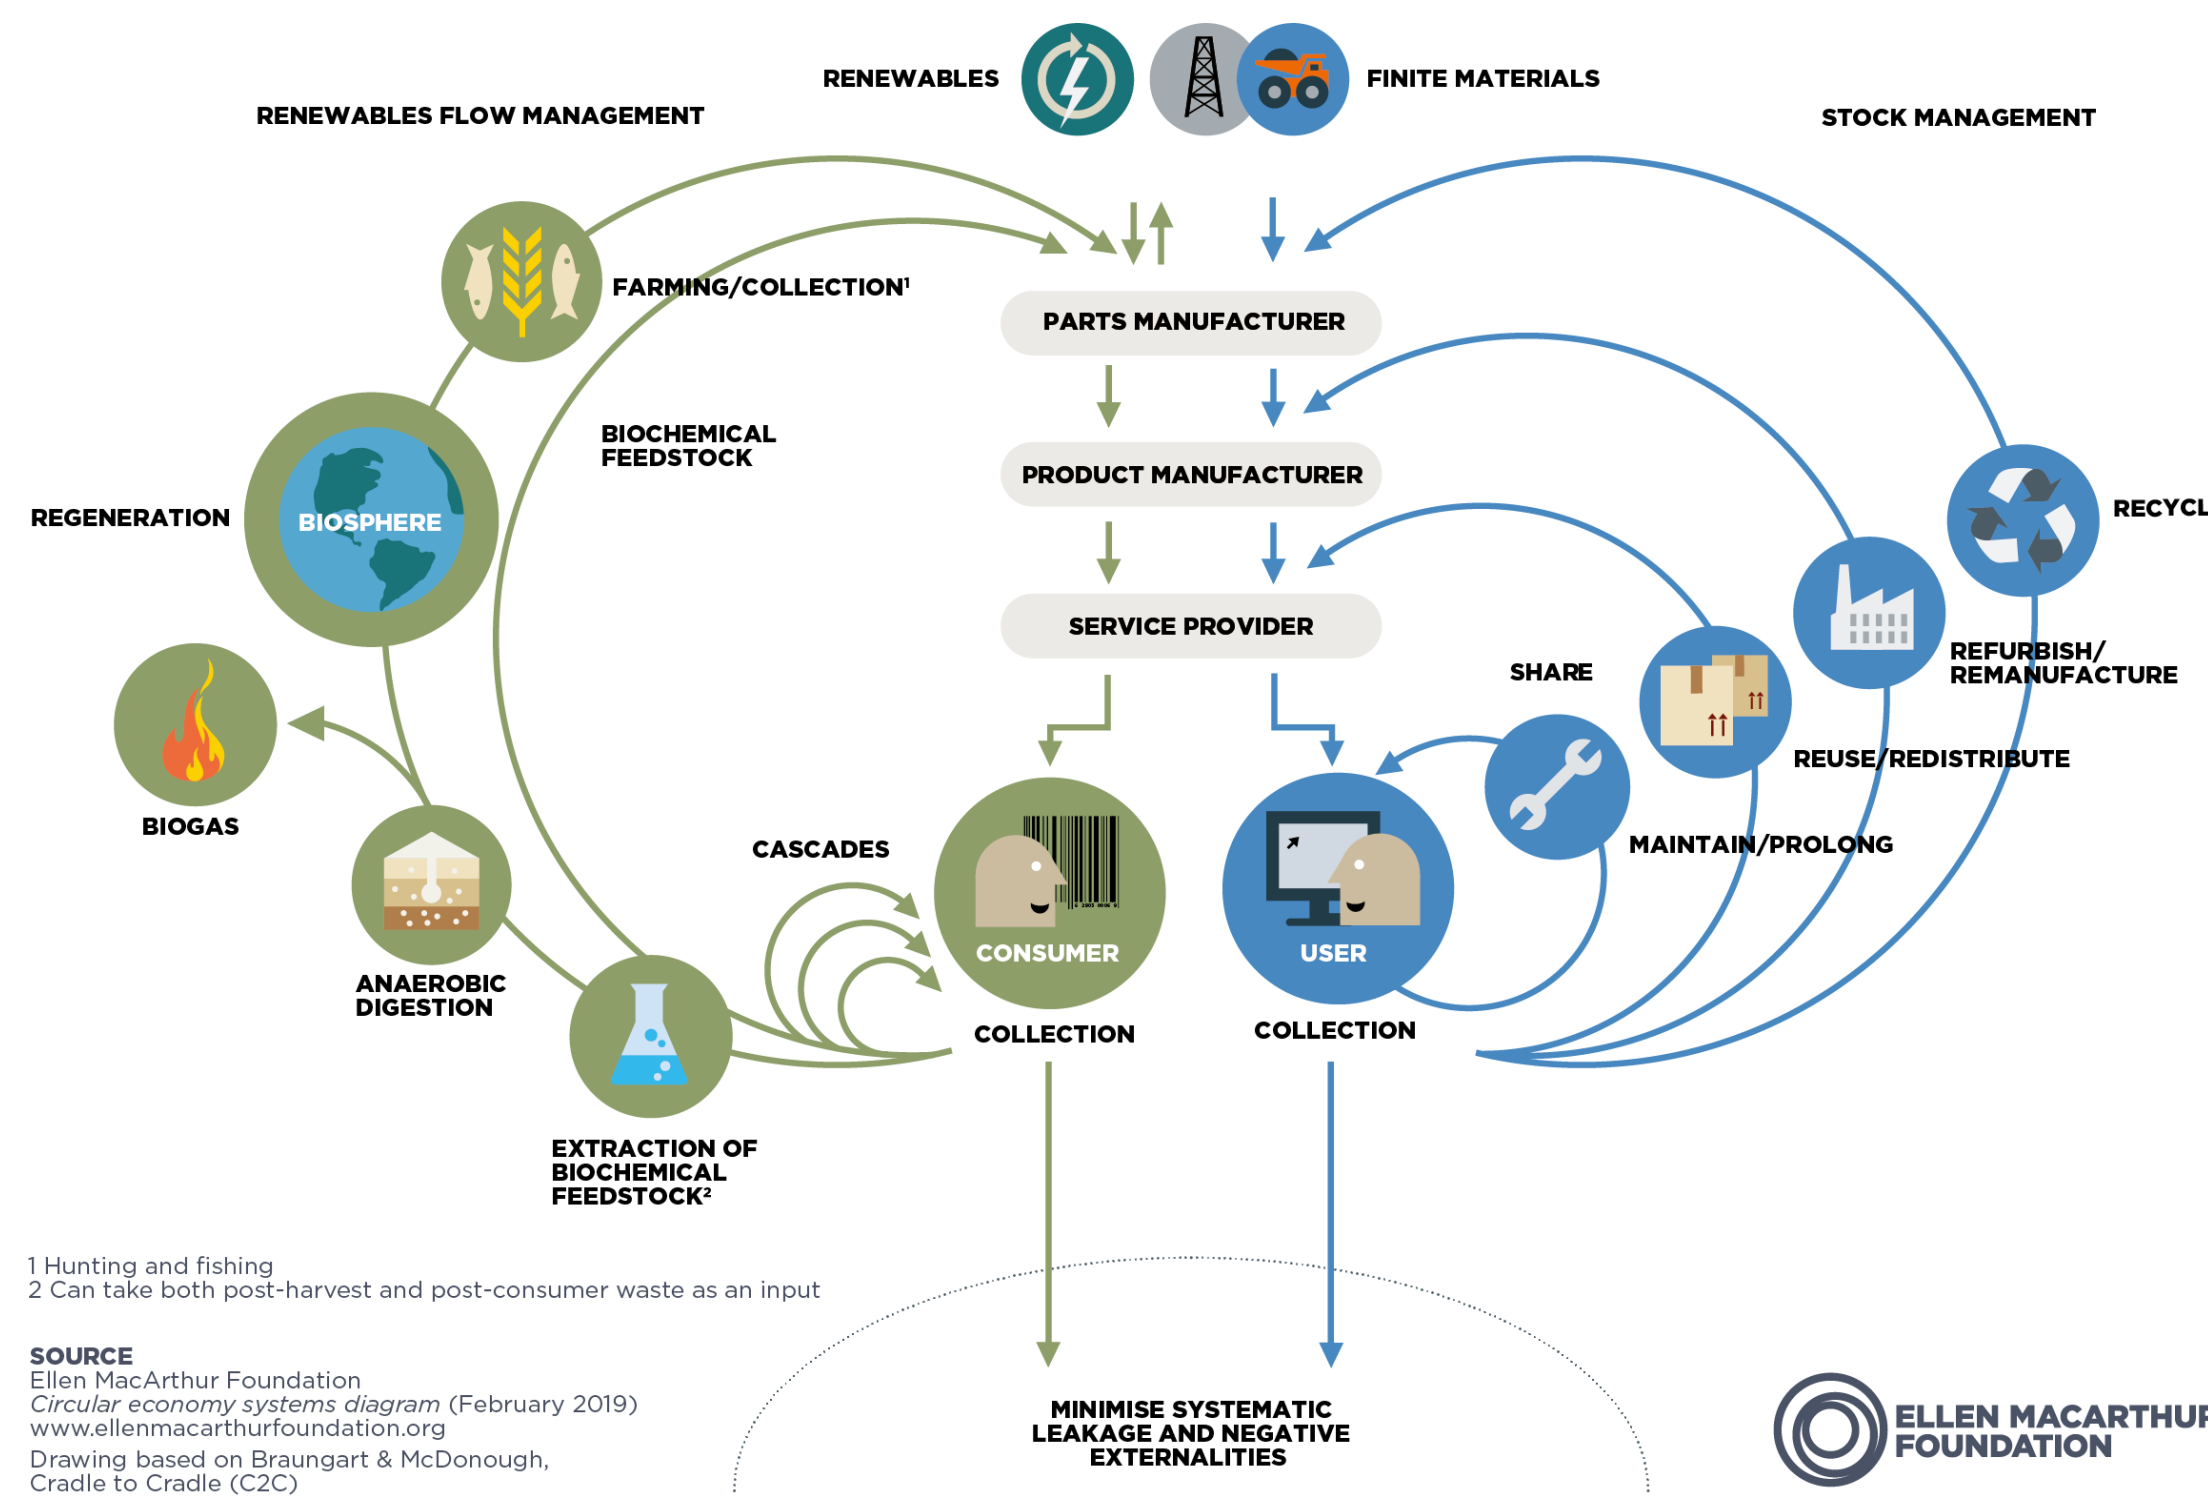 RENEWABLES
FINITE MATERIALS
RENEWABLES FLOW MANAGEMENT
STOCK MANAGEMENT
FARMING/COLLECTION¹
PARTS MANUFACTURER
BIOCHEMICAL
FEEDSTOCK
PRODUCT MANUFACTURER
REGENERATION
BIOSPHERE
RECYCL
SERVICE PROVIDER
SHARE
REFURBISH/
REMANUFACTURE
REUSE/REDISTRIBUTE
BIOGAS
CASCADES
MAINTAIN/PROLONG
CONSUMER
USER
ANAEROBIC
DIGESTION
COLLECTION
COLLECTION
EXTRACTION OF
BIOCHEMICAL
FEEDSTOCK²
1 Hunting and fishing
2 Can take both post-harvest and post-consumer waste as an input
SOURCE
Ellen MacArthur Foundation
Circular economy systems diagram (February 2019)
www.ellenmacarthurfoundation.org
Drawing based on Braungart & McDonough,
Cradle to Cradle (C2C)
MINIMISE SYSTEMATIC
LEAKAGE AND NEGATIVE
EXTERNALITIES
ELLEN MACARTHUR
FOUNDATION